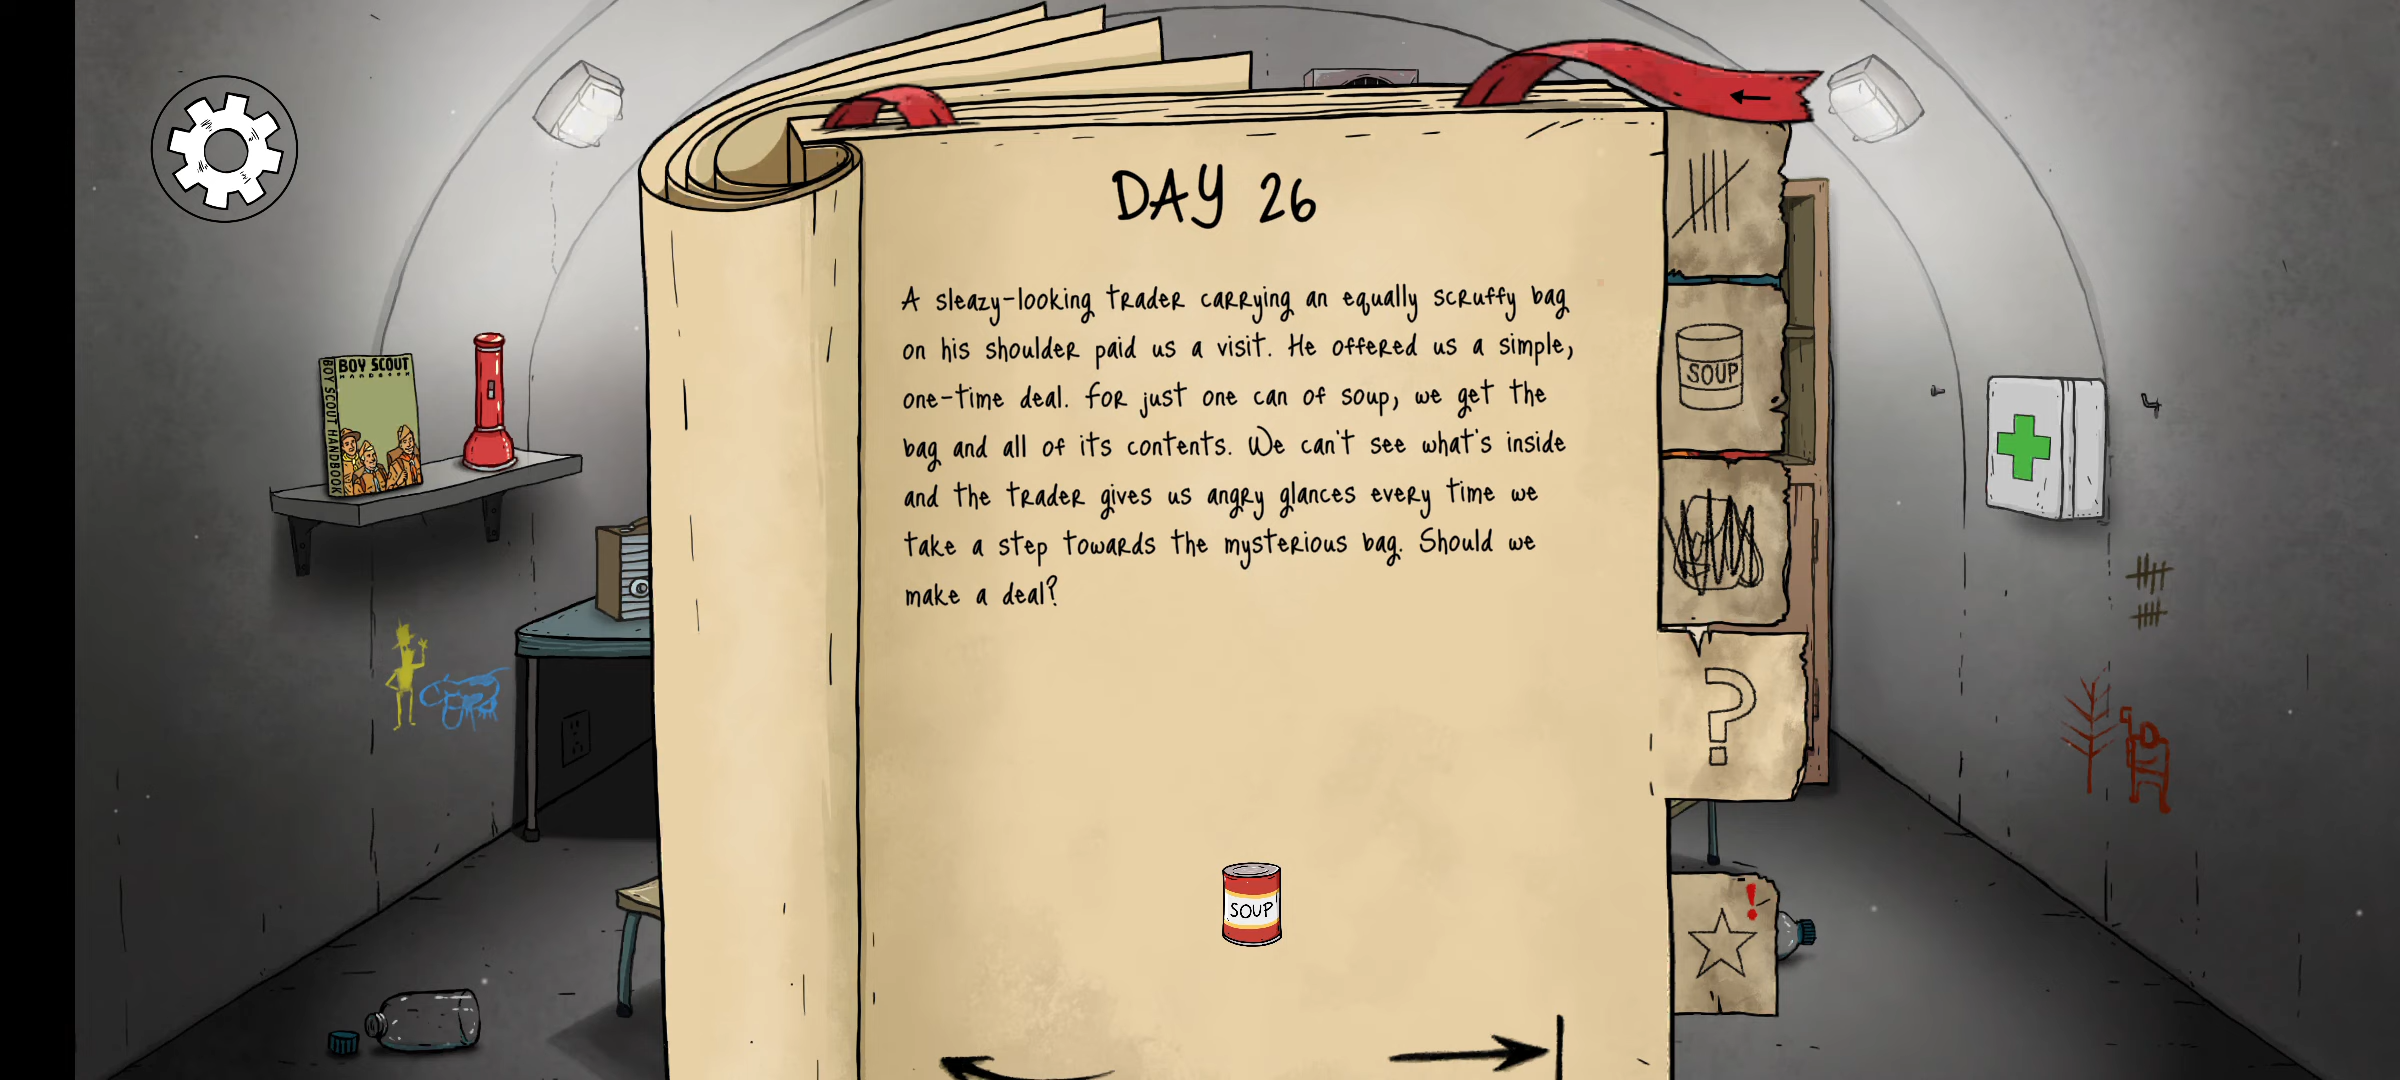 DAY 26
A sleazy-looking trader carrying an equally scruffy bag
on his shoulder paid us a visit. He offered us a simple,
one-time deal. For just one can of soup, we get the
bag and all of its contents. We can't see what's inside
and the trader gives us angry glances every time we
take a step towards the mysterious bag. Should we
make a deal?
BOY SCOUT
HANDBOOK
BOY SCOUT HANDBOOK
SOUP
SOUP
?
!